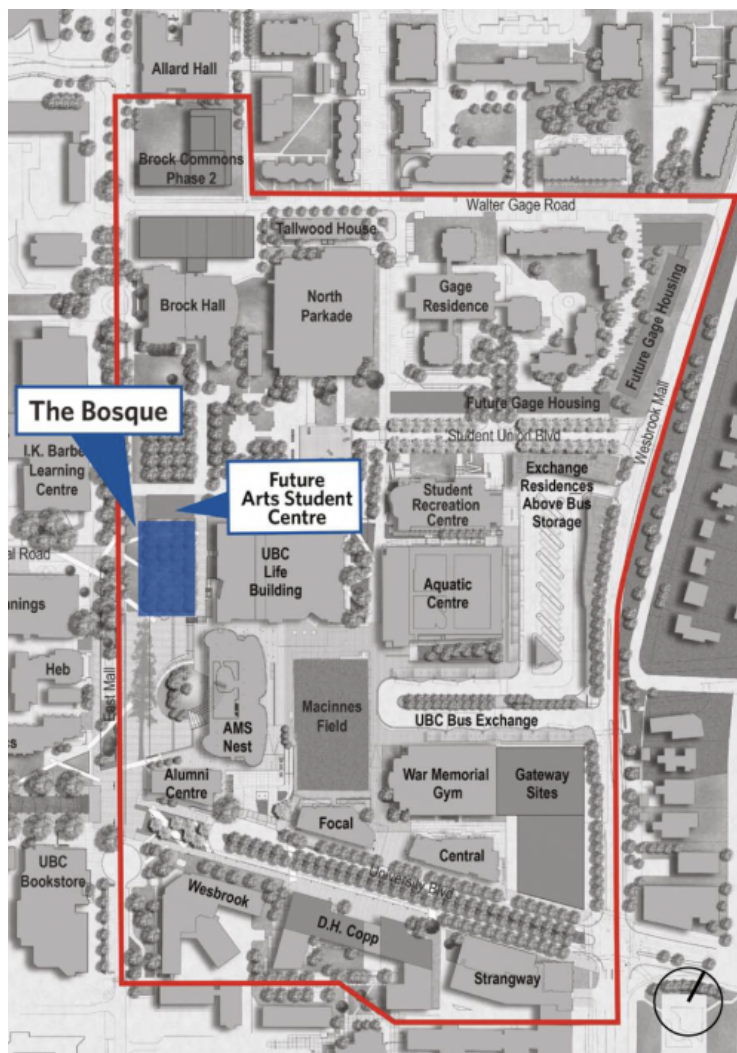 Allard Hall
Brock Commons
Phase 2
Walter Gage Road
Tallwood House
Brock Hall
North
Parkade
Gage
Residence
Future Gage Housing
The Bosque
Future Gage Housing
Wesbrook Mall
Student Union Blvd
I.K. Barber
Learning
Centre
Future
Arts Student
Centre
Student
Recreation
Centre
Exchange
Residences
Above Bus
Storage
UBC
Life
Building
Aquatic
Centre
Road
Heb
East Mall
AMS
Nest
Macinnes
Field
UBC Bus Exchange
Alumni
Centre
War Memorial
Gym
Gateway
Sites
Focal
Central
University Blvd
UBC
Bookstore
Wesbrook
D.H. Copp
Strangway